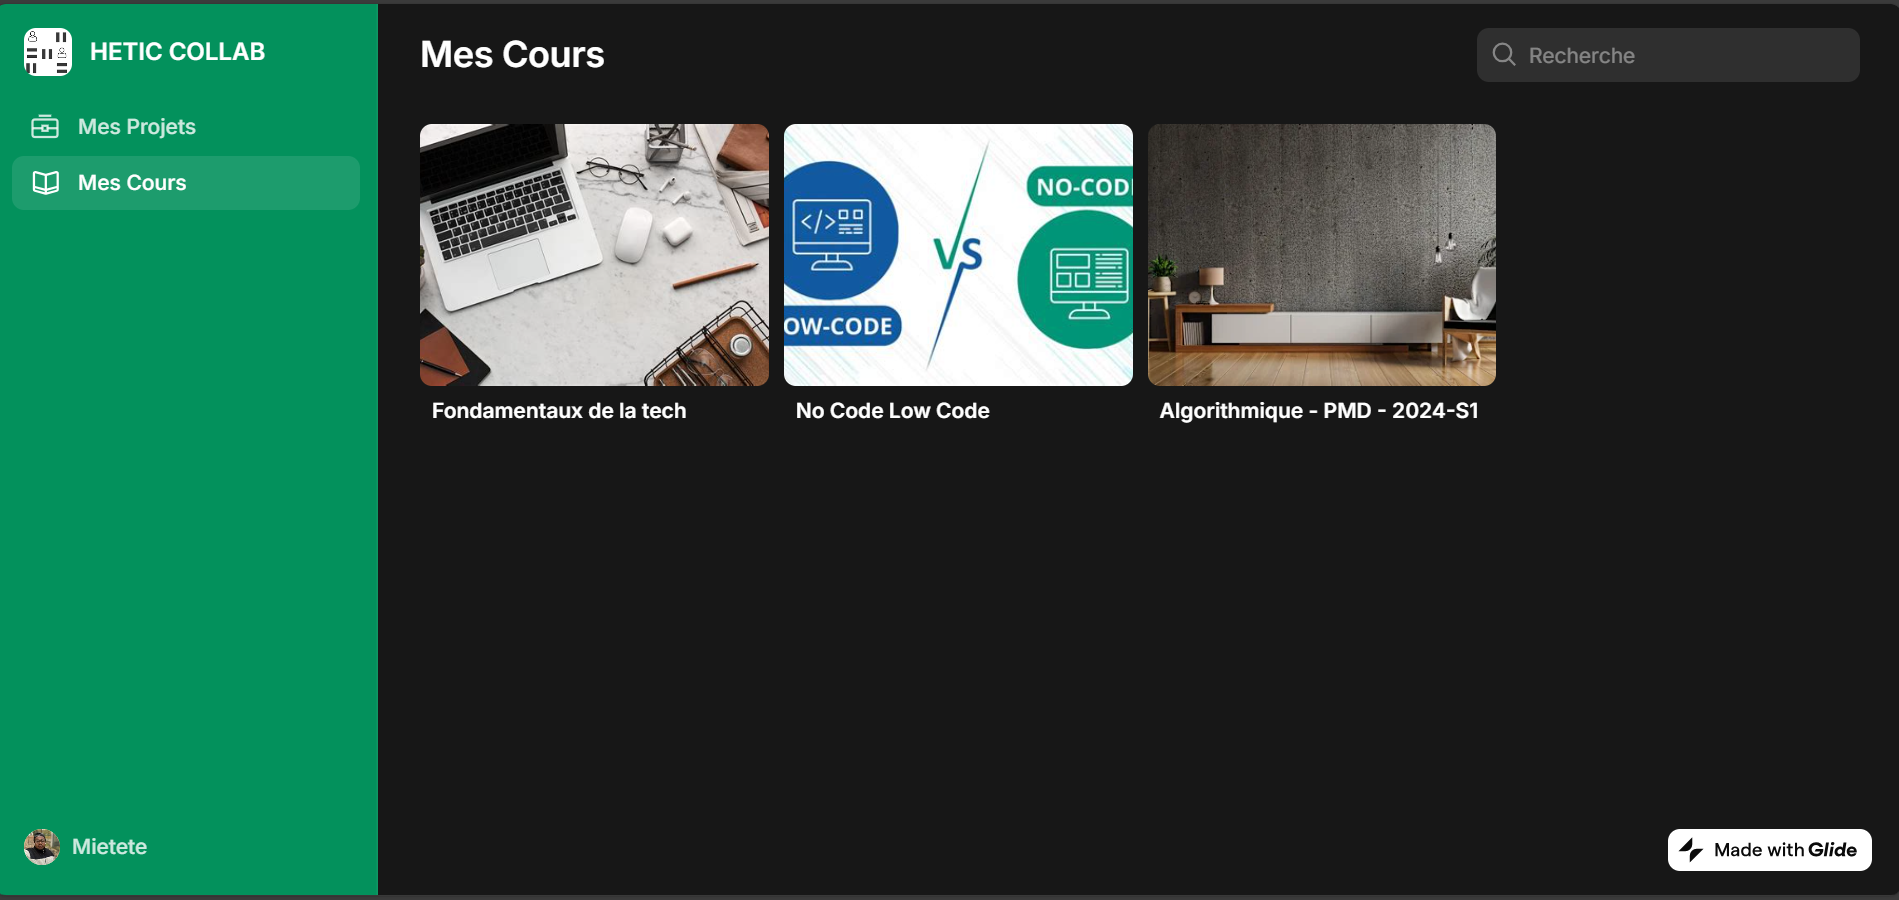 HETIC COLLAB
Mes Projets
Mes Cours
Mietete
Mes Cours
Recherche
OW-CODE
VS
NO-COD
Fondamentaux de la tech
No Code Low Code
Algorithmique - PMD - 2024-S1
Made with Glide